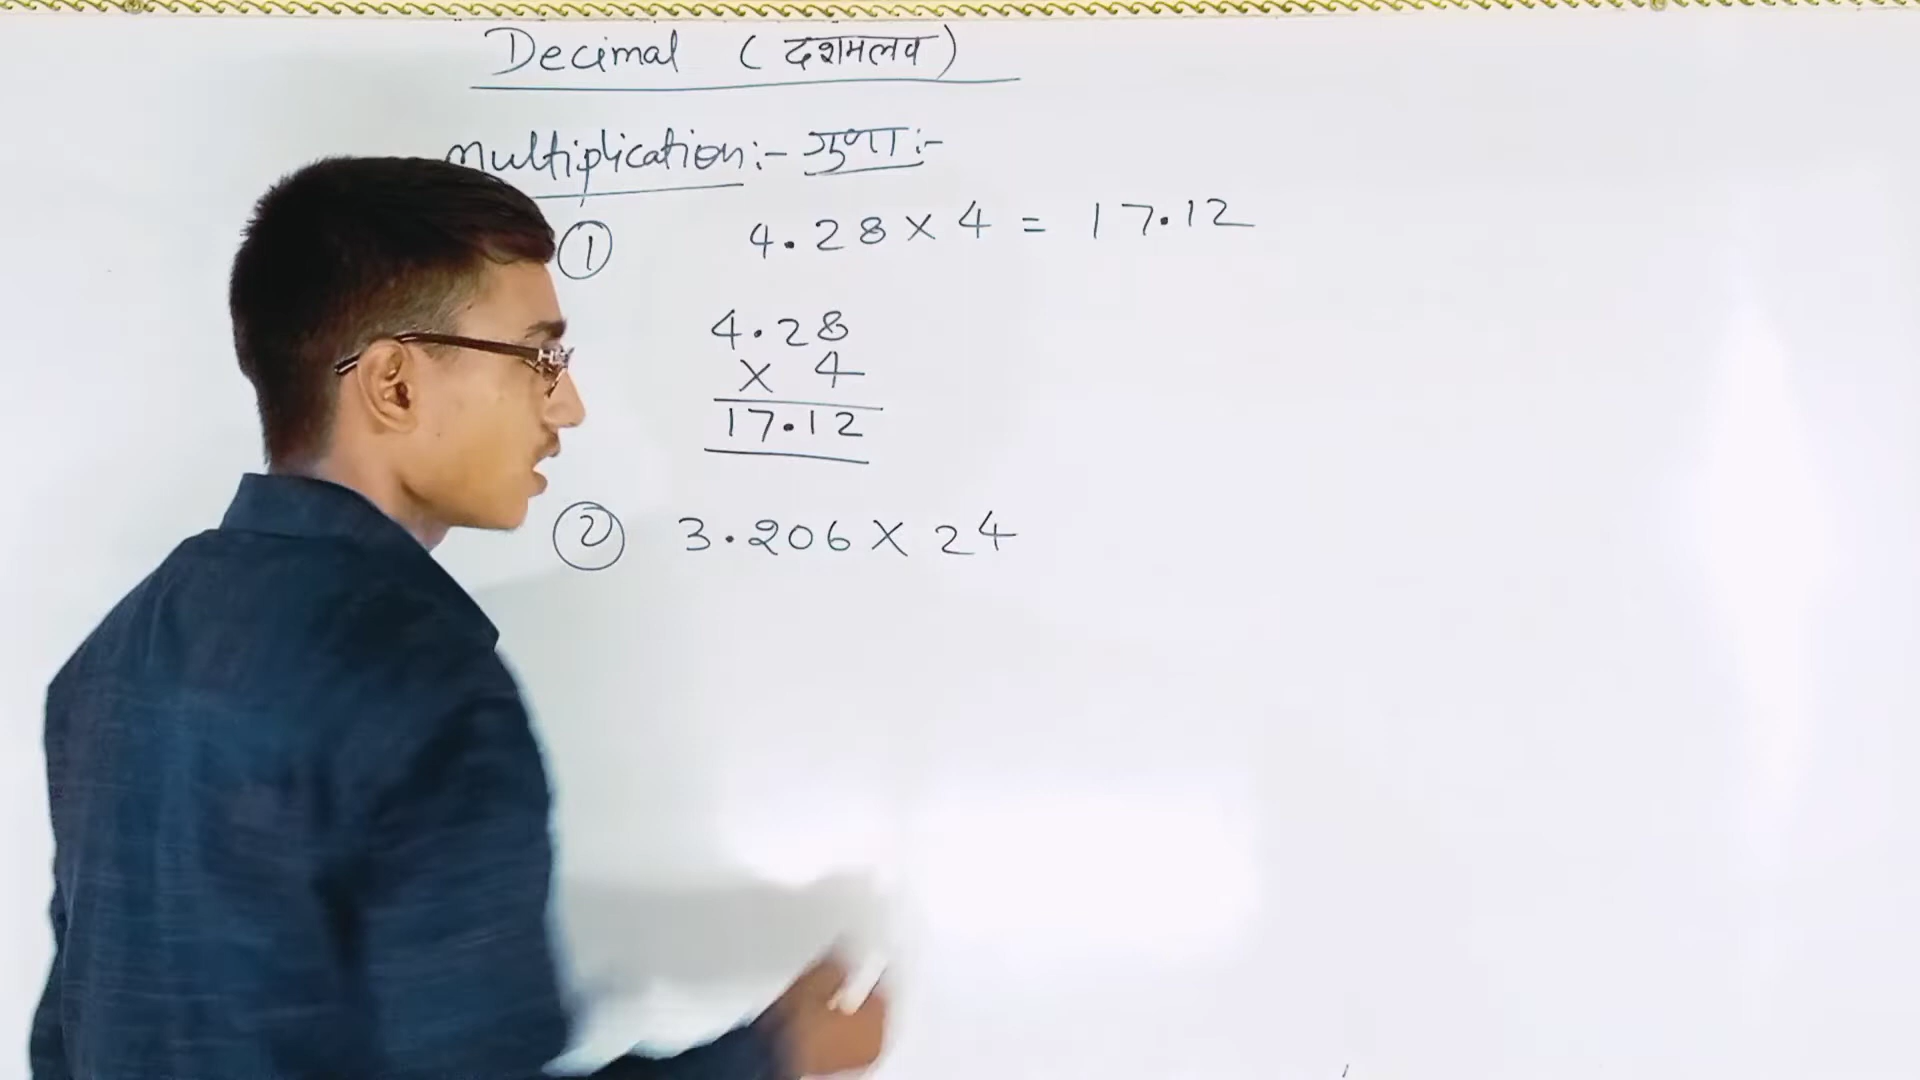 Decimal (दशमलव)
Multiplication:- गुणा:-
① 4.28 × 4 = 17.12
4.28
× 4
17.12
② 3.206 × 24